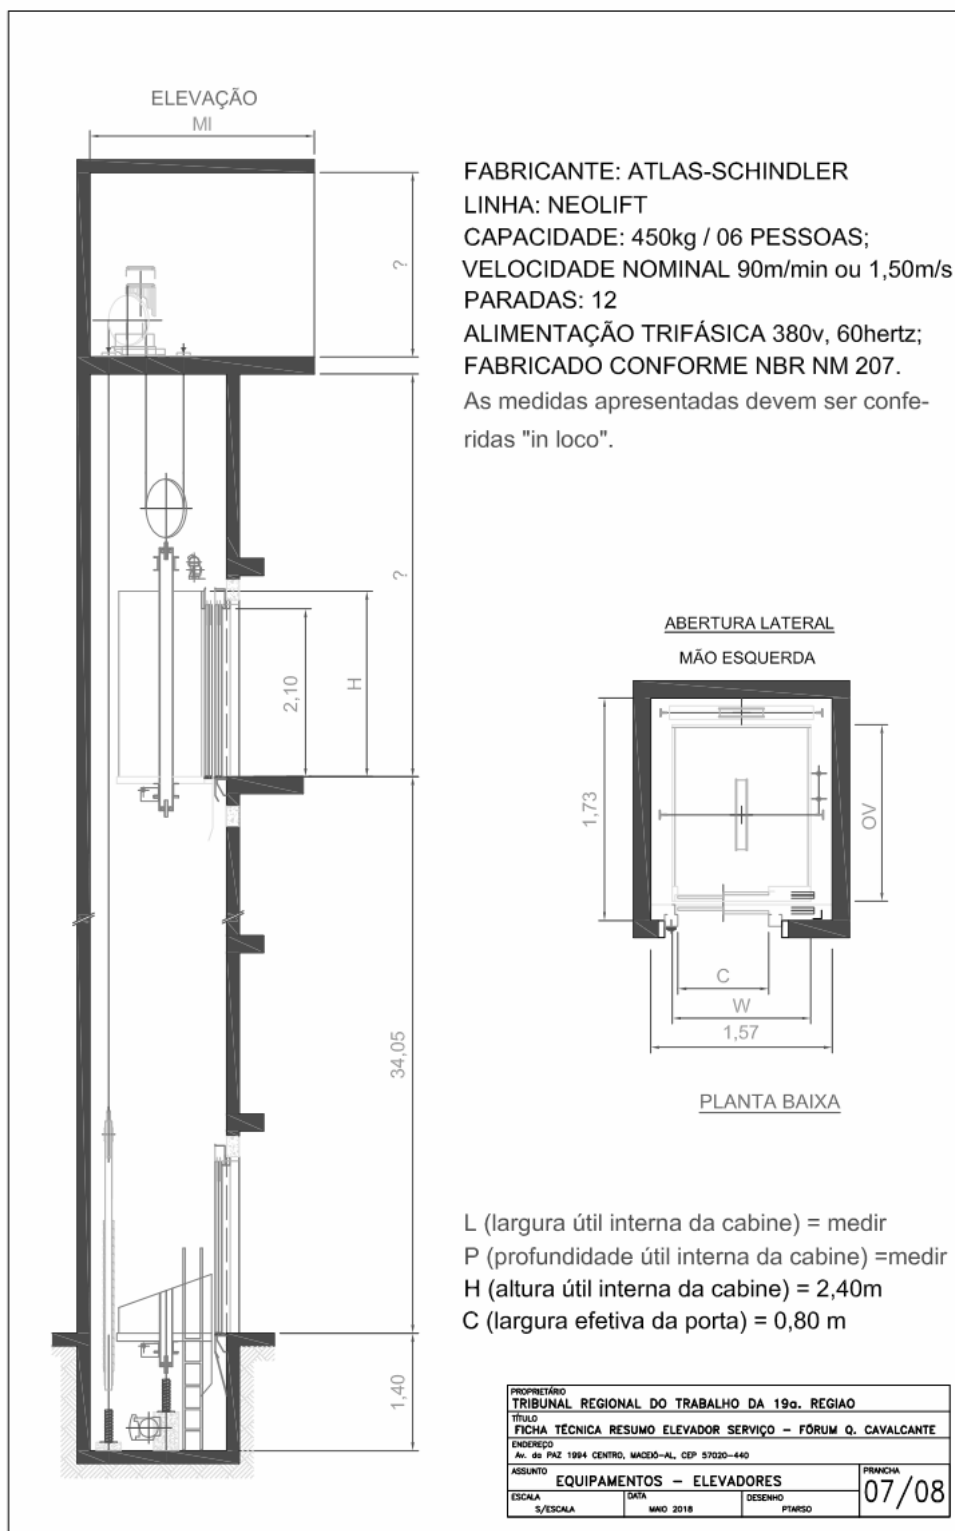 ELEVAÇÃO
MI
?
?
2,10
H
34,05
1,40
FABRICANTE: ATLAS-SCHINDLER
LINHA: NEOLIFT
CAPACIDADE: 450kg / 06 PESSOAS;
VELOCIDADE NOMINAL 90m/min ou 1,50m/s
PARADAS: 12
ALIMENTAÇÃO TRIFÁSICA 380v, 60hertz;
FABRICADO CONFORME NBR NM 207.
As medidas apresentadas devem ser confe-
ridas "in loco".
ABERTURA LATERAL
MÃO ESQUERDA
1,73
OV
C
W
1,57
PLANTA BAIXA
L (largura útil interna da cabine) = medir
P (profundidade útil interna da cabine) =medir
H (altura útil interna da cabine) = 2,40m
C (largura efetiva da porta) = 0,80 m
PROPRIETÁRIO
TRIBUNAL REGIONAL DO TRABALHO DA 19a. REGIAO
TÍTULO
FICHA TÉCNICA RESUMO ELEVADOR SERVIÇO - FÓRUM Q. CAVALCANTE
ENDEREÇO
Av. da PAZ 1994 CENTRO, MACEIÓ-AL, CEP 57020-440
ASSUNTO
EQUIPAMENTOS - ELEVADORES
PRANCHA
07/08
ESCALA
S/ESCALA
DATA
MAIO 2018
DESENHO
PTARSO